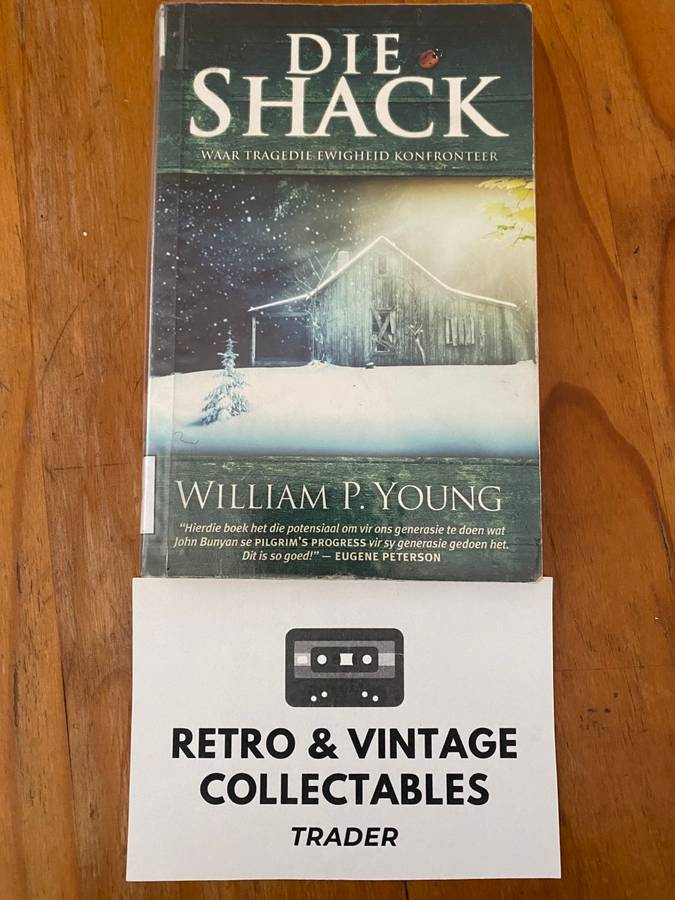 DIE
SHACK
WAAR TRAGEDIE EWIGHEID KONFRONTEER
WILLIAM P. YOUNG
“Hierdie boek het die potensiaal om vir ons generasie te doen wat
John Bunyan se PILGRIM'S PROGRESS vir sy generasie gedoen het.
Dit is so goed!” — EUGENE PETERSON
RETRO & VINTAGE
COLLECTABLES
TRADER